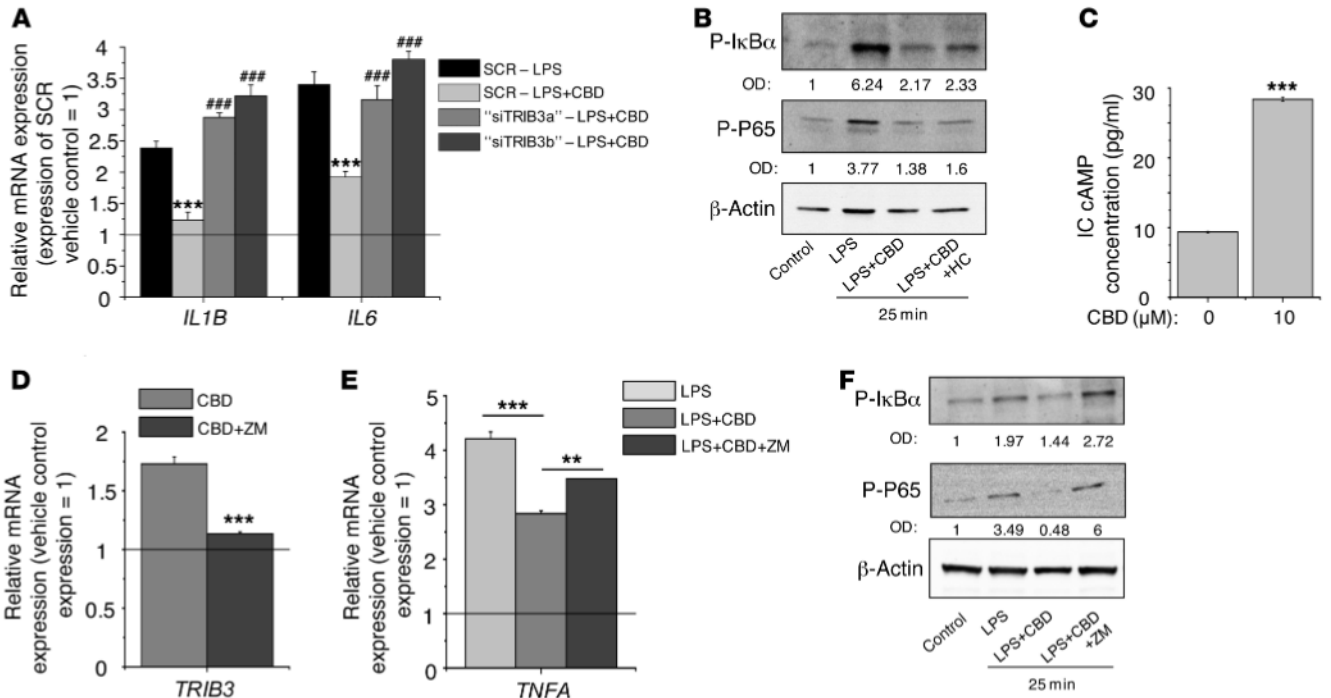 A
Relative mRNA expression
(expression of SCR
vehicle control = 1)
4
3.5
3
2.5
2
1.5
1
2.5
0
***
###
###
***
###
###
IL1B
IL6
SCR – LPS
SCR – LPS+CBD
"siTRIB3a" – LPS+CBD
"siTRIB3b" – LPS+CBD
B
P-IκBα
OD: 1 6.24 2.17 2.33
P-P65
OD: 1 3.77 1.38 1.6
β-Actin
Control
LPS
LPS+CBD
LPS+CBD
+HC
25 min
C
IC cAMP
concentration (pg/ml)
30
20
10
0
***
CBD (µM): 0 10
D
CBD
CBD+ZM
Relative mRNA
expression (vehicle control
expression = 1)
2
1.5
1
0.5
0
***
TRIB3
E
LPS
LPS+CBD
LPS+CBD+ZM
Relative mRNA
expression (vehicle control
expression = 1)
5
4
3
2
1
0
***
**
TNFA
F
P-IκBα
OD: 1 1.97 1.44 2.72
P-P65
OD: 1 3.49 0.48 6
β-Actin
Control
LPS
LPS+CBD
LPS+CBD
+ZM
25 min